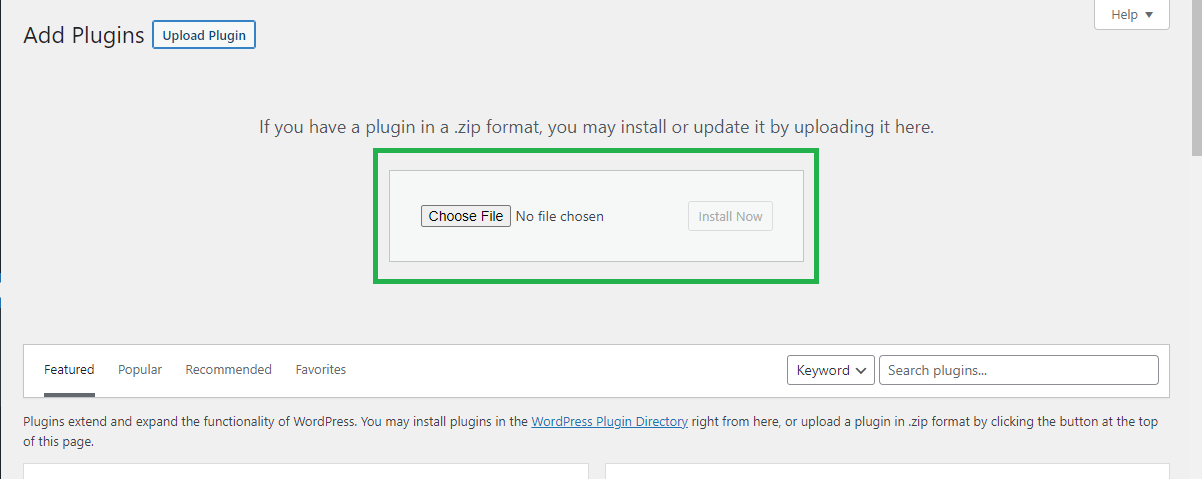 Help
Add Plugins Upload Plugin
If you have a plugin in a .zip format, you may install or update it by uploading it here.
Choose File No file chosen Install Now
Featured Popular Recommended Favorites Keyword Search plugins...
Plugins extend and expand the functionality of WordPress. You may install plugins in the WordPress Plugin Directory right from here, or upload a plugin in .zip format by clicking the button at the top
of this page.